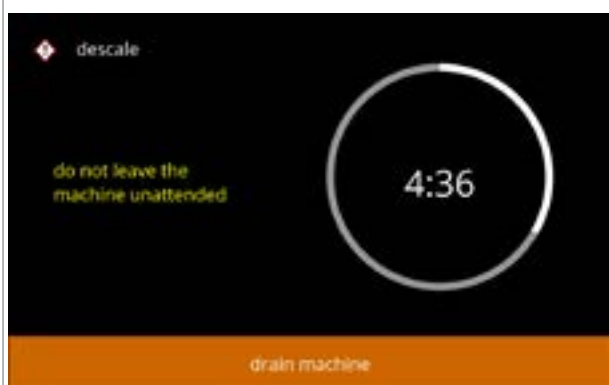 descale
do not leave the
machine unattended
4:36
drain machine